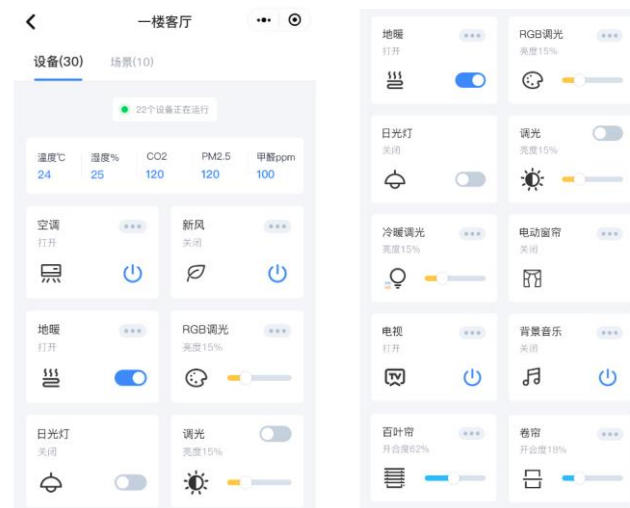 一楼客厅
设备(30) 场景(10)
22个设备正在运行
温度℃ 湿度% CO2 PM2.5 甲醛ppm
24 25 120 120 100
空调 新风
打开 关闭
地暖 RGB调光
打开 亮度15%
日光灯 调光
关闭 亮度15%
地暖 RGB调光
打开 亮度15%
日光灯 调光
关闭 亮度15%
冷暖调光 电动窗帘
亮度15% 关闭
电视 背景音乐
打开 关闭
TV
百叶帘 卷帘
开合度62% 开合度18%